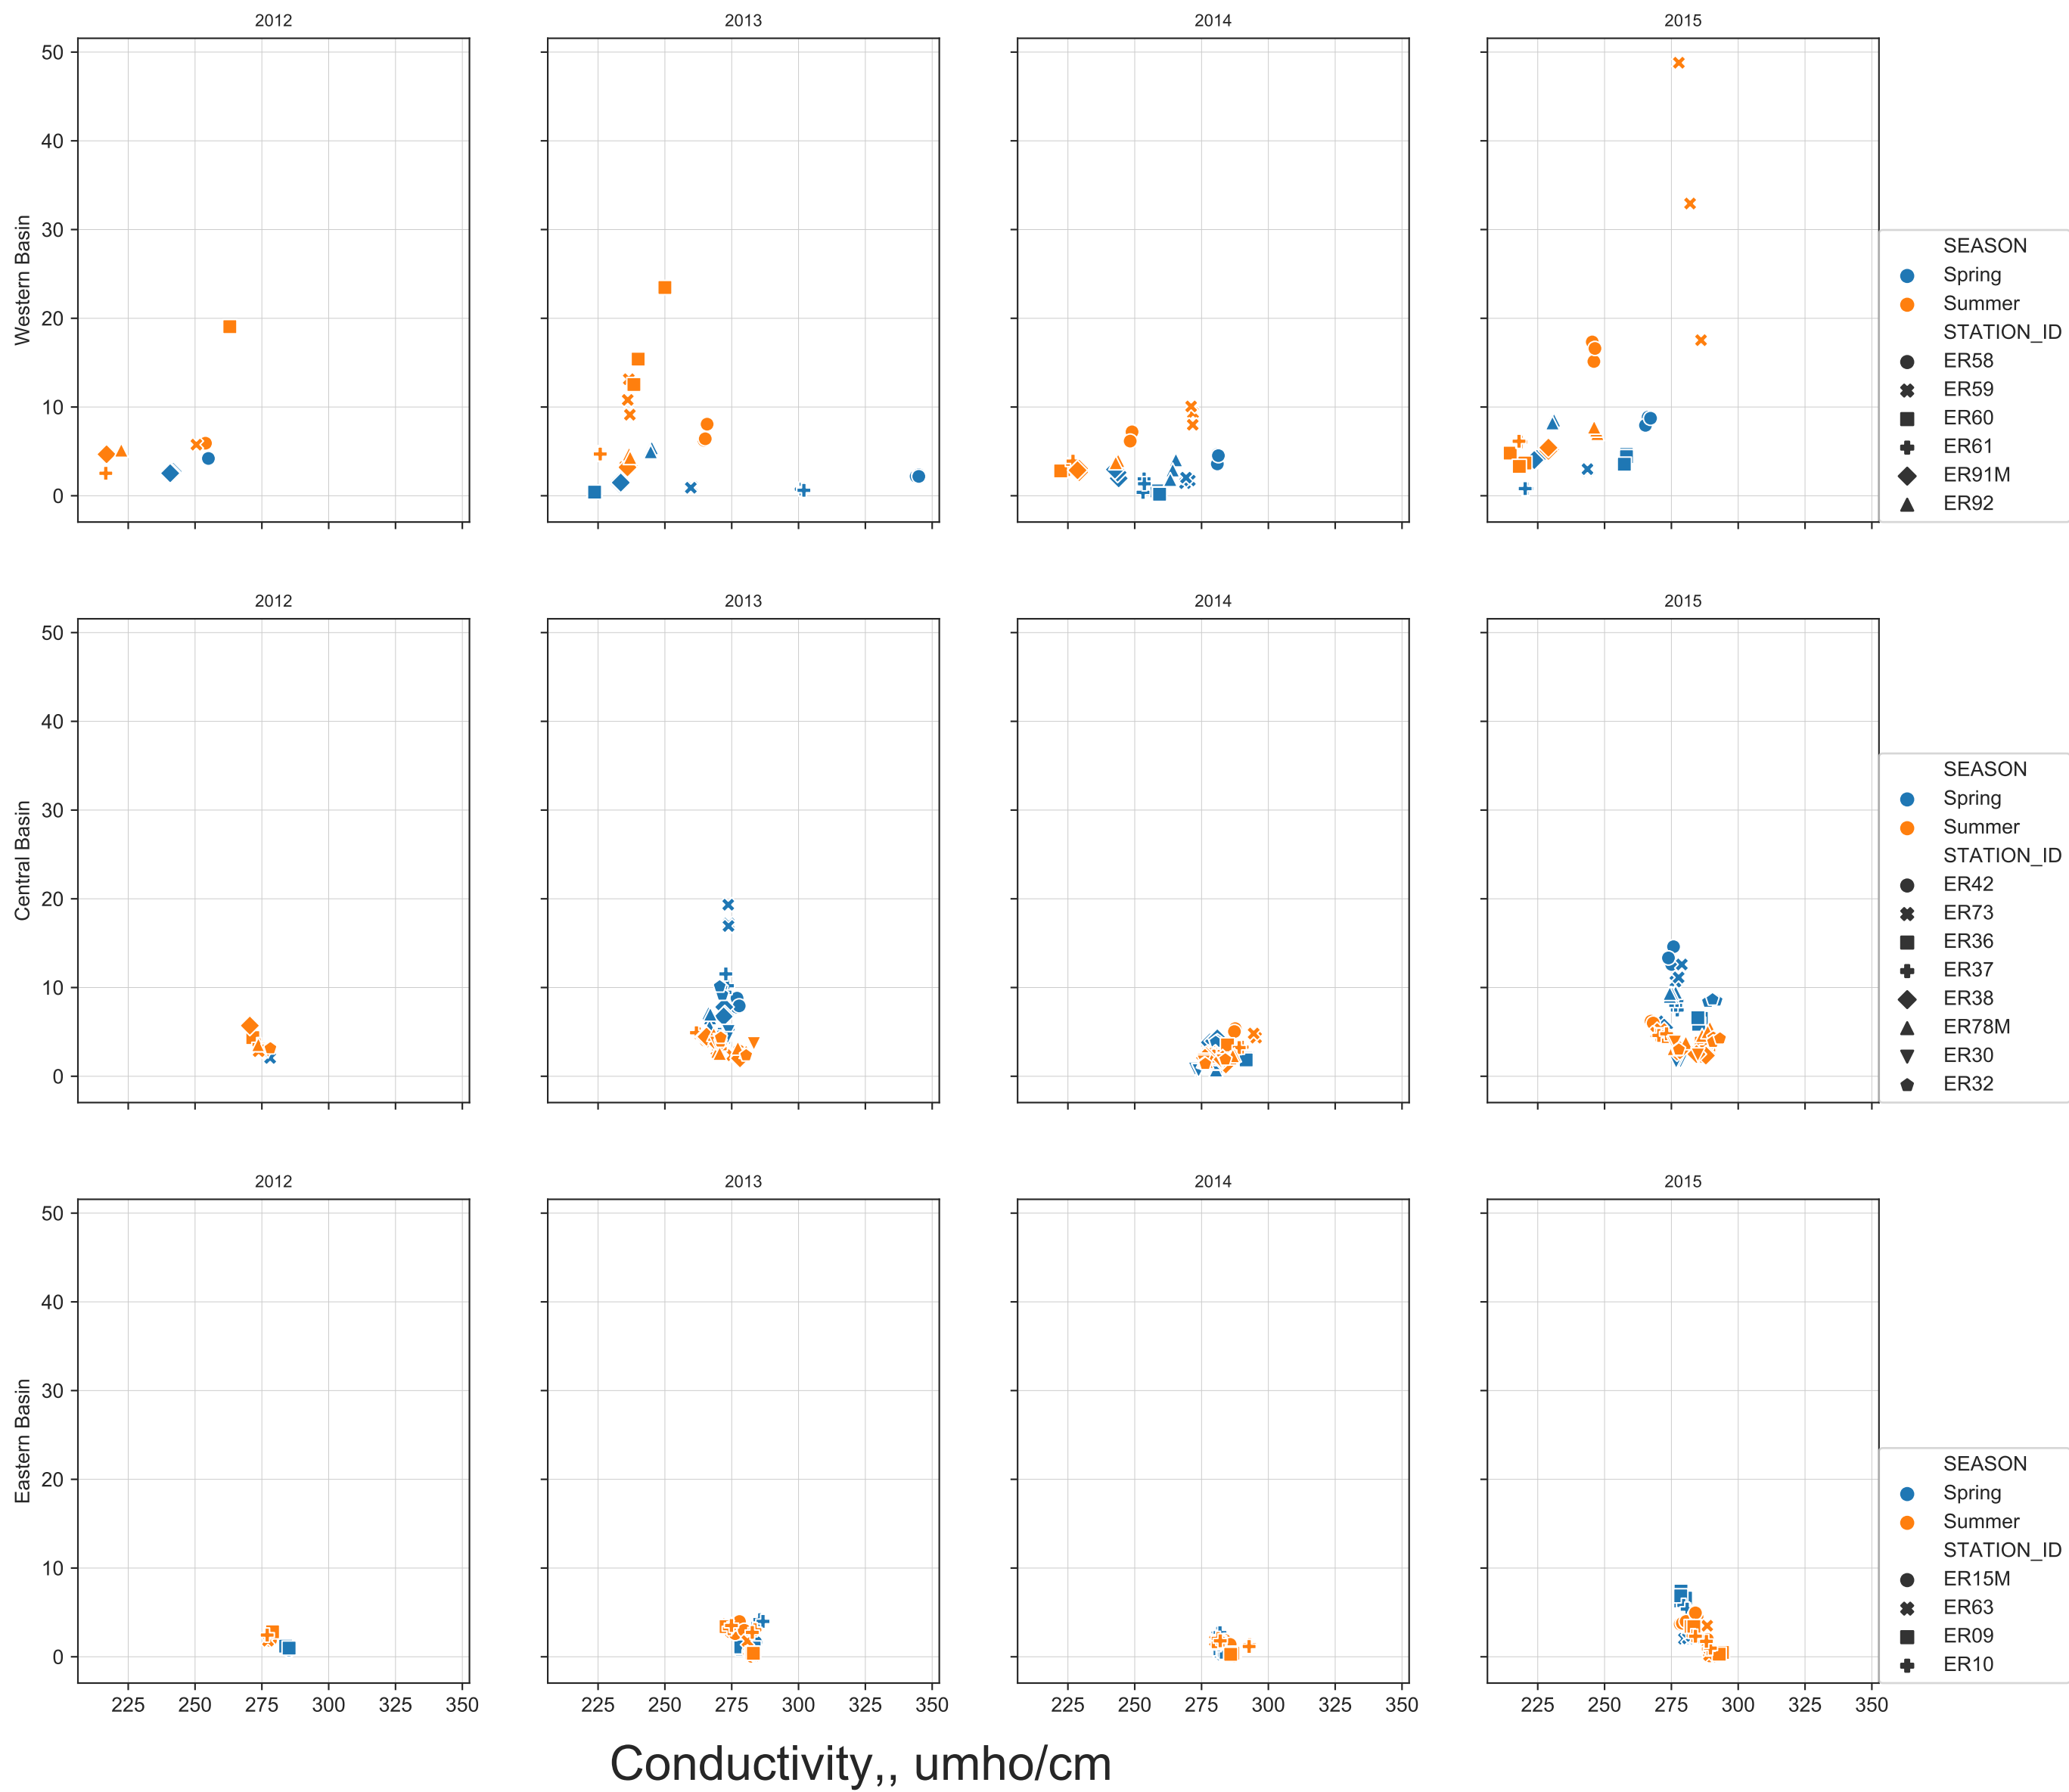 2012
2013
2014
2015
50
40
30
20
10
0
Western Basin
SEASON
Spring
Summer
STATION_ID
ER58
ER59
ER60
ER61
ER91M
ER92
2012
2013
2014
2015
50
40
30
20
10
0
Central Basin
SEASON
Spring
Summer
STATION_ID
ER42
ER73
ER36
ER37
ER38
ER78M
ER30
ER32
2012
2013
2014
2015
50
40
30
20
10
0
Eastern Basin
SEASON
Spring
Summer
STATION_ID
ER15M
ER63
ER09
ER10
225 250 275 300 325 350
225 250 275 300 325 350
225 250 275 300 325 350
225 250 275 300 325 350
Conductivity,, umho/cm